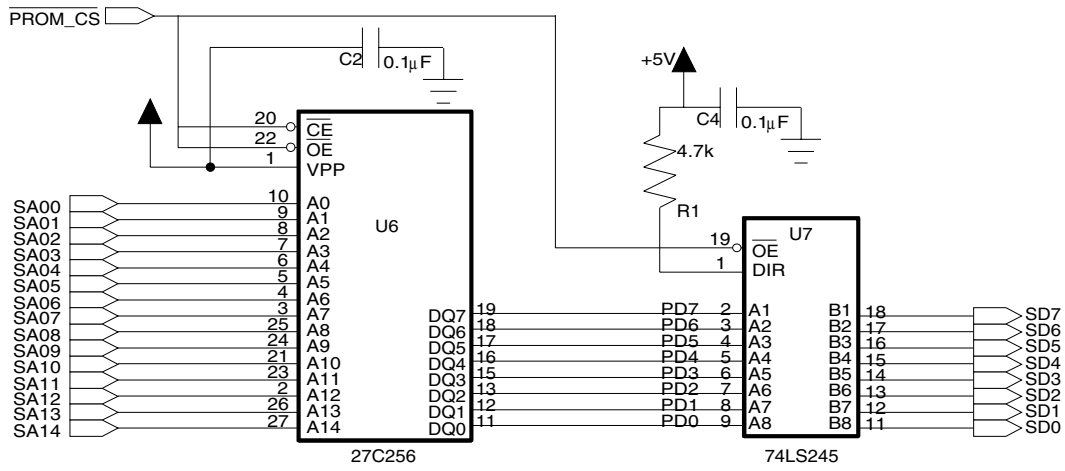 PROM_CS
C2
0.1µF
+5V
C4
0.1µF
4.7k
R1
20 CE
22 OE
1 VPP
U6
U7
19 OE
1 DIR
SA00 10 A0
SA01 9 A1
SA02 8 A2
SA03 7 A3
SA04 6 A4
SA05 5 A5
SA06 4 A6
SA07 3 A7
SA08 25 A8
SA09 24 A9
SA10 21 A10
SA11 23 A11
SA12 2 A12
SA13 26 A13
SA14 27 A14
DQ7 19 PD7 2 A1 B1 18 SD7
DQ6 18 PD6 3 A2 B2 17 SD6
DQ5 17 PD5 4 A3 B3 16 SD5
DQ4 16 PD4 5 A4 B4 15 SD4
DQ3 15 PD3 6 A5 B5 14 SD3
DQ2 13 PD2 7 A6 B6 13 SD2
DQ1 12 PD1 8 A7 B7 12 SD1
DQ0 11 PD0 9 A8 B8 11 SD0
27C256
74LS245